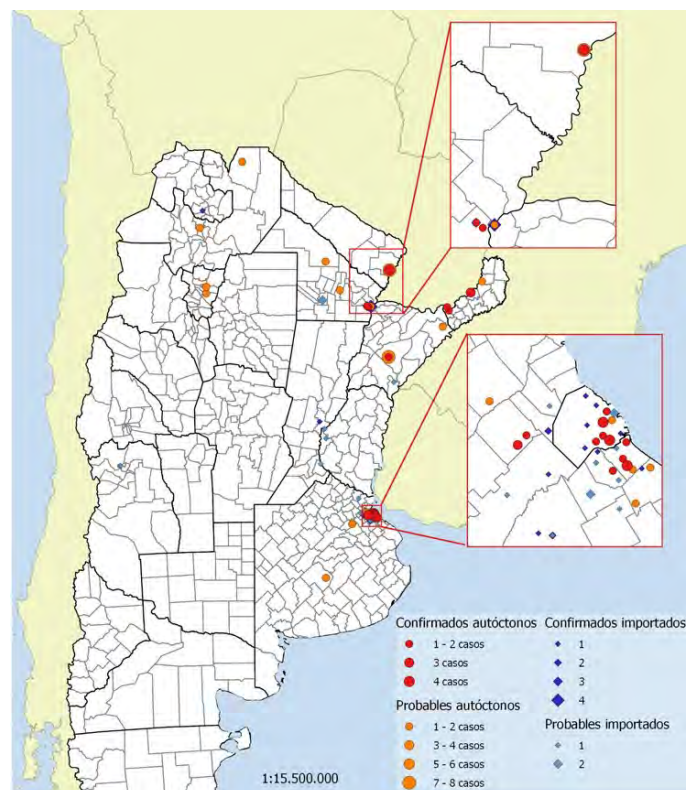 Confirmados autóctonos
1 - 2 casos
3 casos
4 casos
Probables autóctonos
1 - 2 casos
3 - 4 casos
5 - 6 casos
7 - 8 casos
Confirmados importados
1
2
3
4
Probables importados
1
2
1:15.500.000